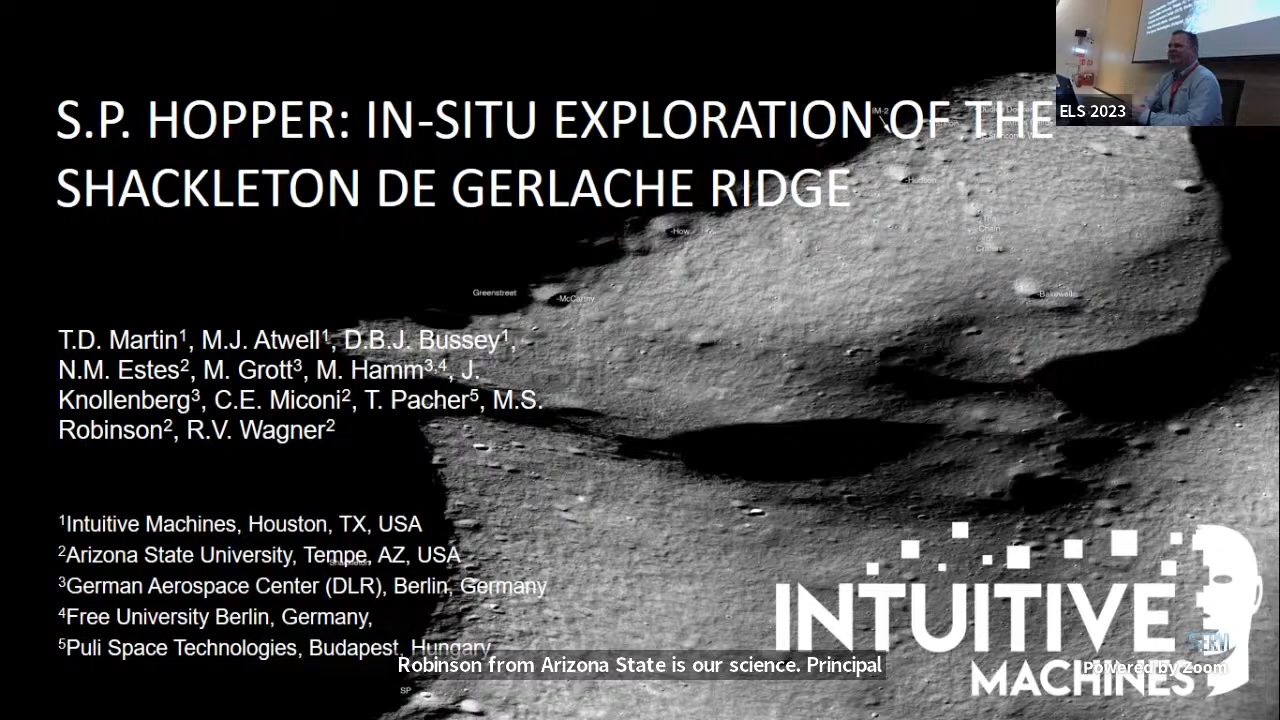 S.P. HOPPER: IN-SITU EXPLORATION OF THE
SHACKLETON DE GERLACHE RIDGE
ELS 2023
IM-2
Hudson
How
Greenstreet
McCarthy
Bakewell
T.D. Martin¹, M.J. Atwell¹, D.B.J. Bussey¹,
N.M. Estes², M. Grott³, M. Hamm³,⁴, J.
Knollenberg³, C.E. Miconi², T. Pacher⁵, M.S.
Robinson², R.V. Wagner²
¹Intuitive Machines, Houston, TX, USA
²Arizona State University, Tempe, AZ, USA
³German Aerospace Center (DLR), Berlin, Germany
⁴Free University Berlin, Germany,
⁵Puli Space Technologies, Budapest, Hungary
INTUITIVE
MACHINES
Robinson from Arizona State is our science. Principal
Powered by Zoom
SP